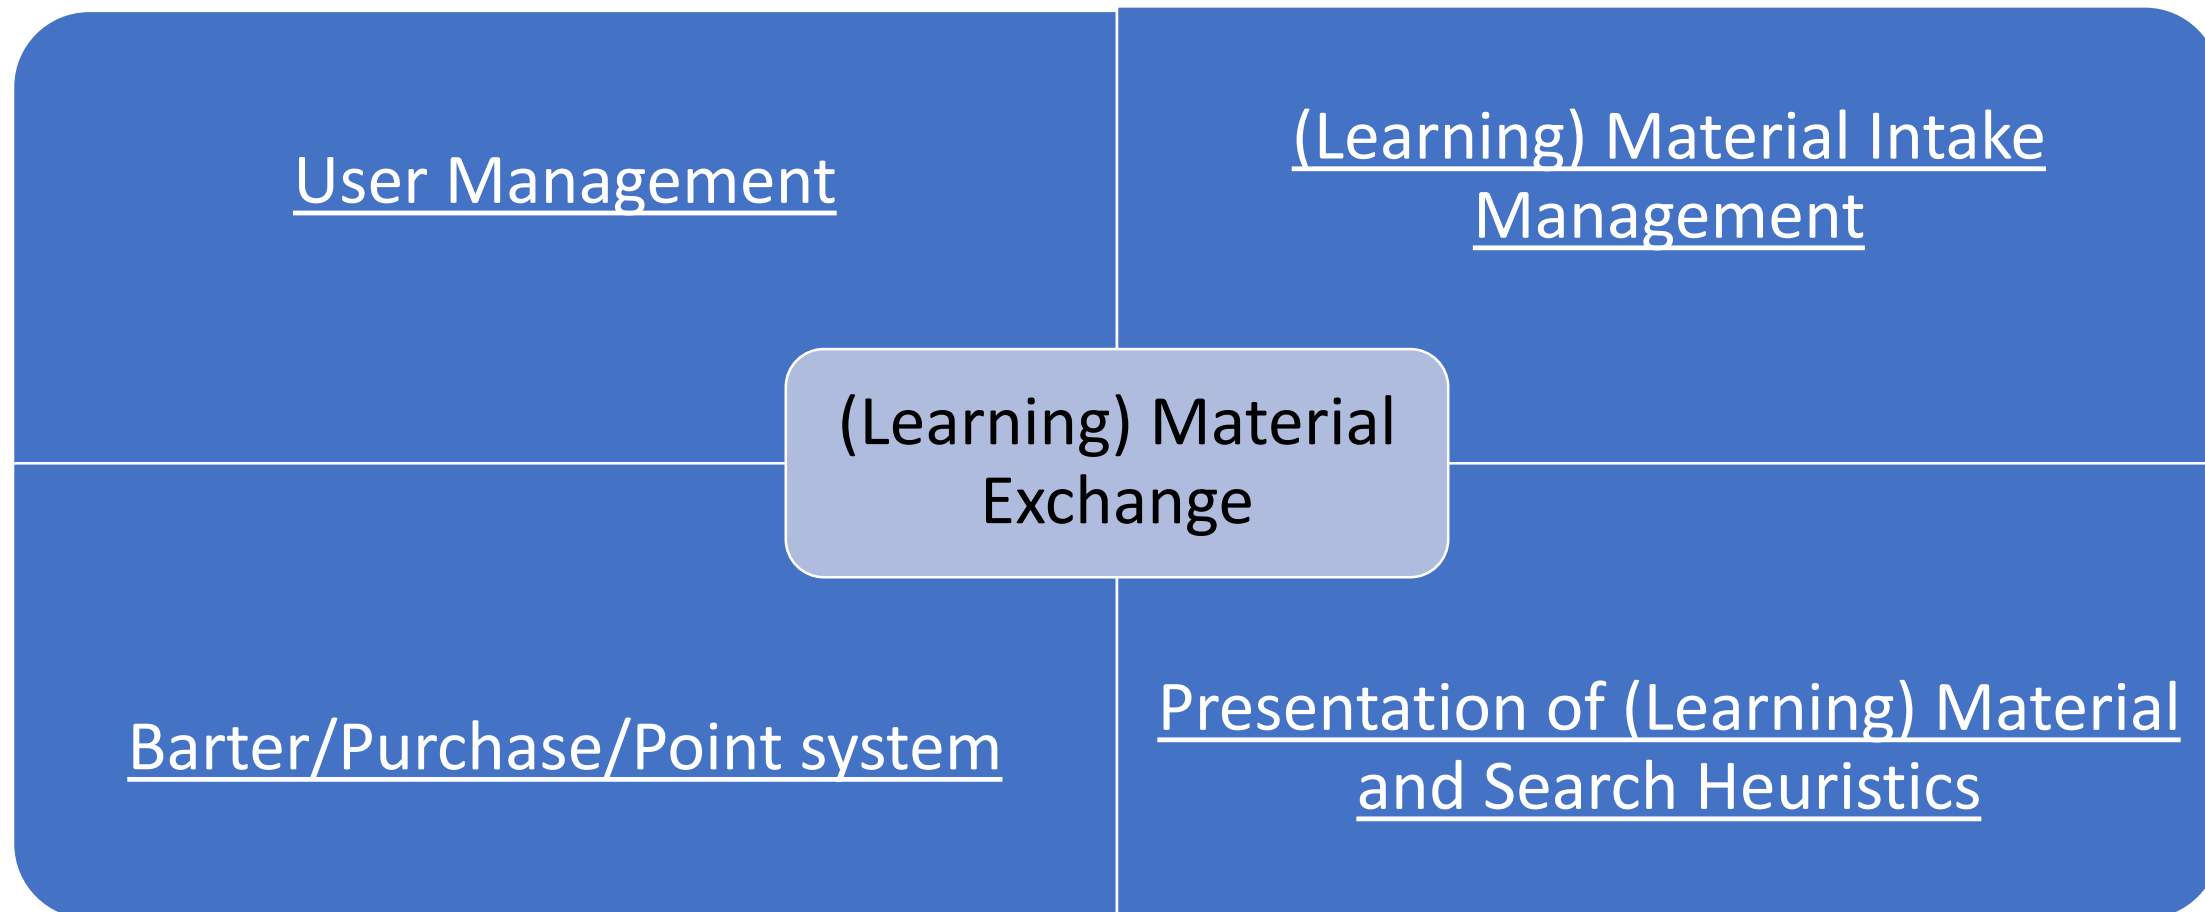 User Management
(Learning) Material Intake
Management
(Learning) Material
Exchange
Barter/Purchase/Point system
Presentation of (Learning) Material
and Search Heuristics